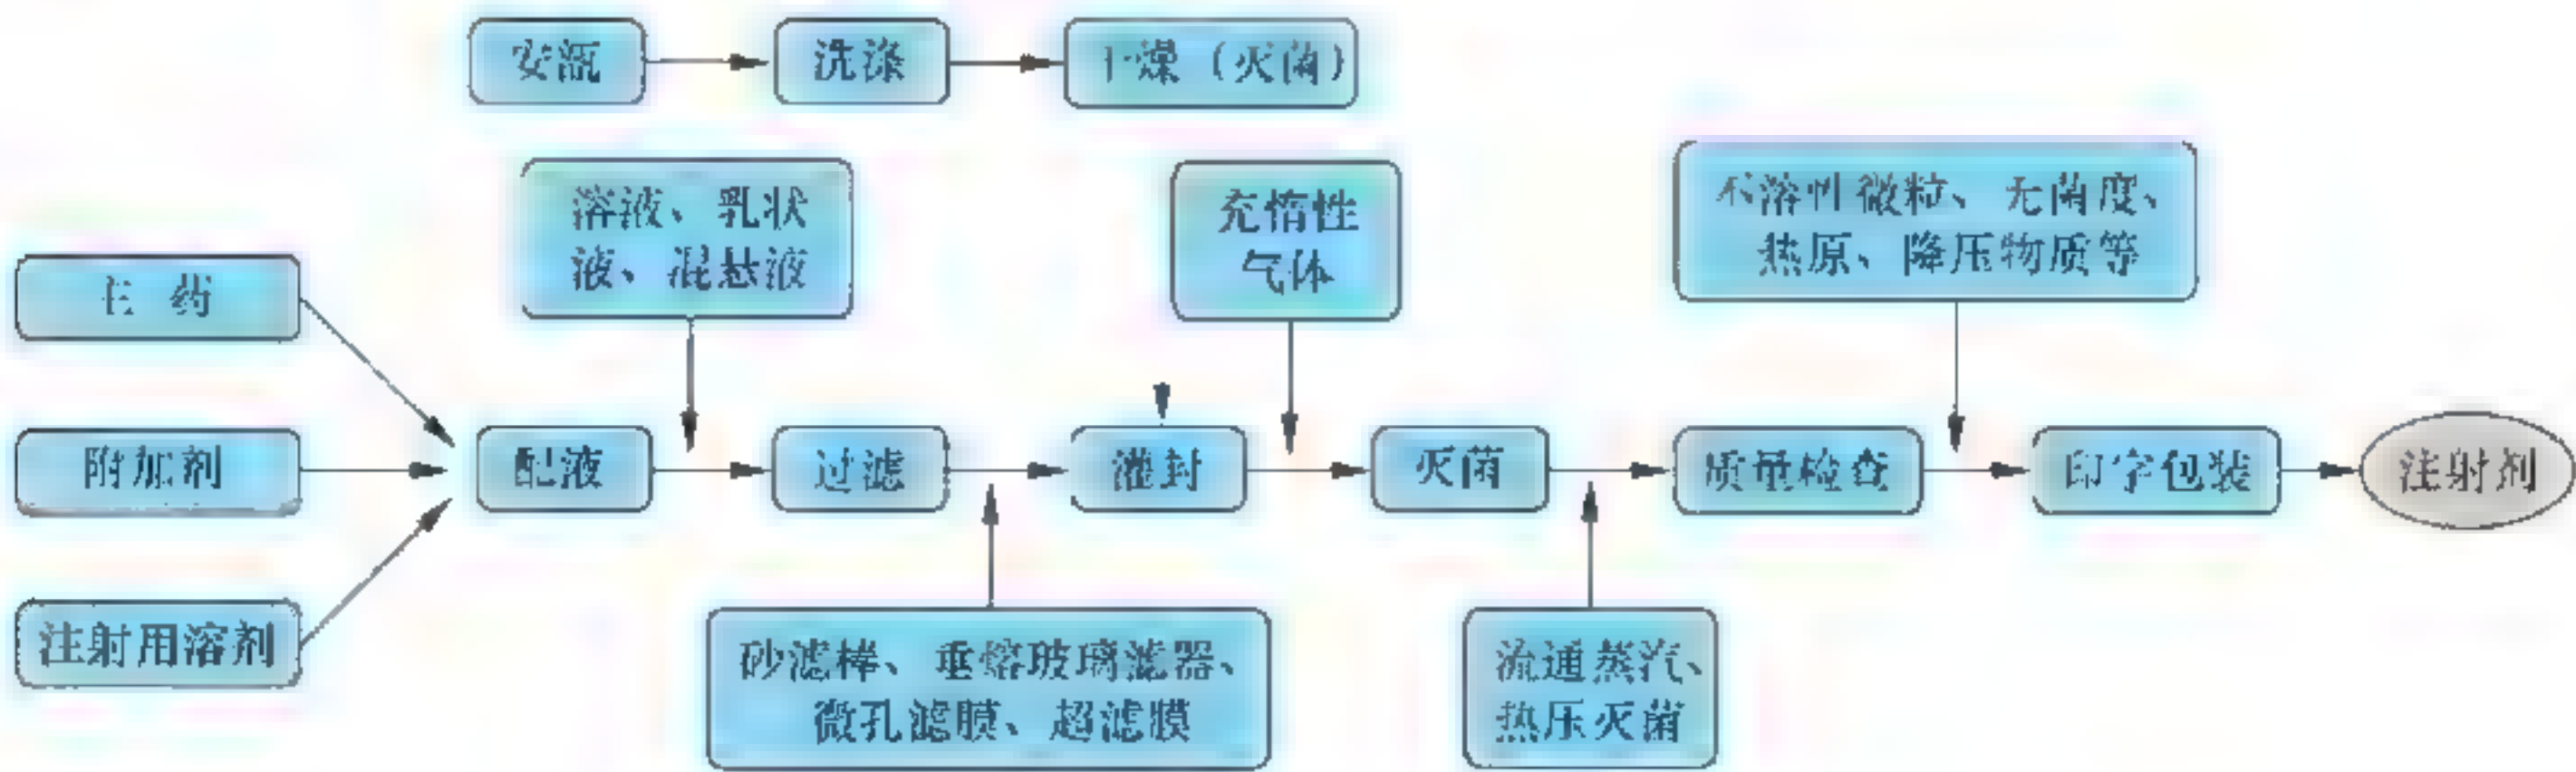 安瓿
洗涤
干燥（灭菌）
溶液、乳状
液、混悬液
充惰性
气体
不溶性微粒、无菌度、
热原、降压物质等
主 药
附加剂
注射用溶剂
配液
过滤
灌封
灭菌
质量检查
印字包装
注射剂
砂滤棒、垂熔玻璃滤器、
微孔滤膜、超滤膜
流通蒸汽、
热压灭菌